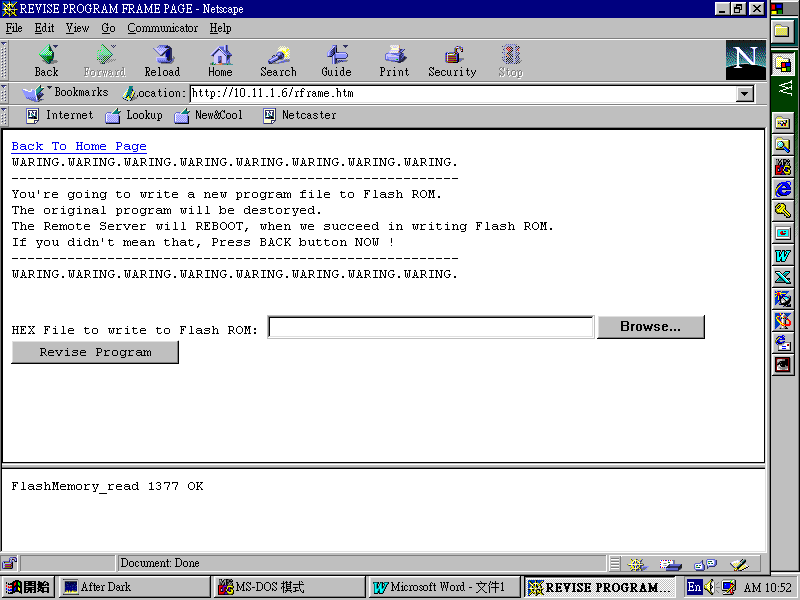 REVISE PROGRAM FRAME PAGE - Netscape
File Edit View Go Communicator Help
Back Forward Reload Home Search Guide Print Security Stop
N
Bookmarks Location: http://10.11.1.6/rframe.htm
Internet Lookup New&Cool Netcaster
Back To Home Page
WARING.WARING.WARING.WARING.WARING.WARING.WARING.WARING.
--------------------------------------------------------
You're going to write a new program file to Flash ROM.
The original program will be destoryed.
The Remote Server will REBOOT, when we succeed in writing Flash ROM.
If you didn't mean that, Press BACK button NOW !
--------------------------------------------------------
WARING.WARING.WARING.WARING.WARING.WARING.WARING.WARING.
HEX File to write to Flash ROM: Browse...
Revise Program
FlashMemory_read 1377 OK
Document: Done
開始 After Dark MS-DOS 模式 Microsoft Word - 文件1 REVISE PROGRAM... En AM 10:52